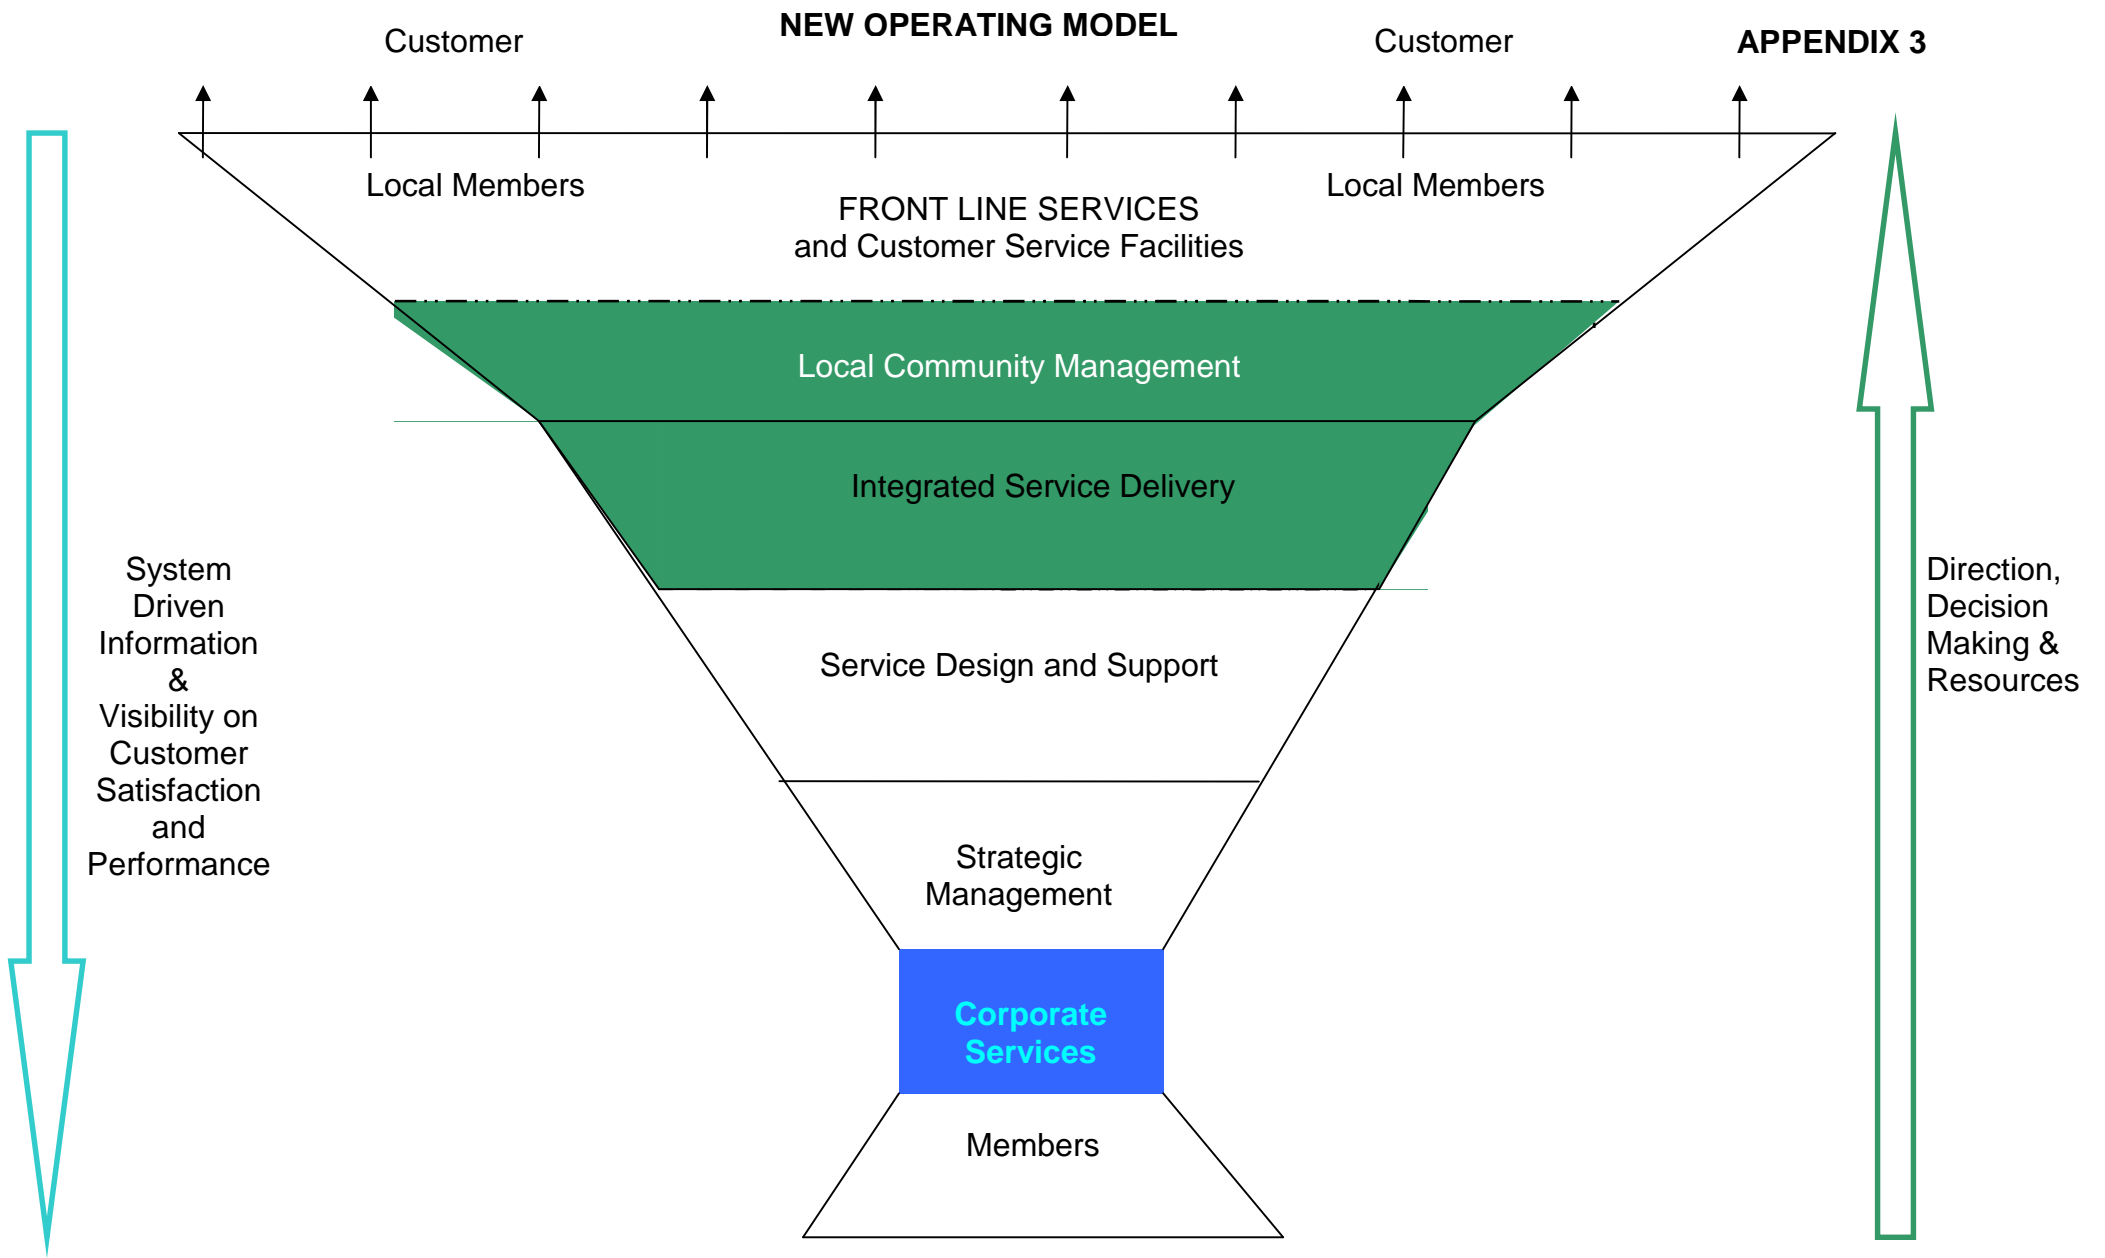 NEW OPERATING MODEL
Customer
Customer
APPENDIX 3
Local Members
Local Members
FRONT LINE SERVICES
and Customer Service Facilities
Local Community Management
Integrated Service Delivery
System
Driven
Information
&
Visibility on
Customer
Satisfaction
and
Performance
Direction,
Decision
Making &
Resources
Service Design and Support
Strategic
Management
Corporate
Services
Members